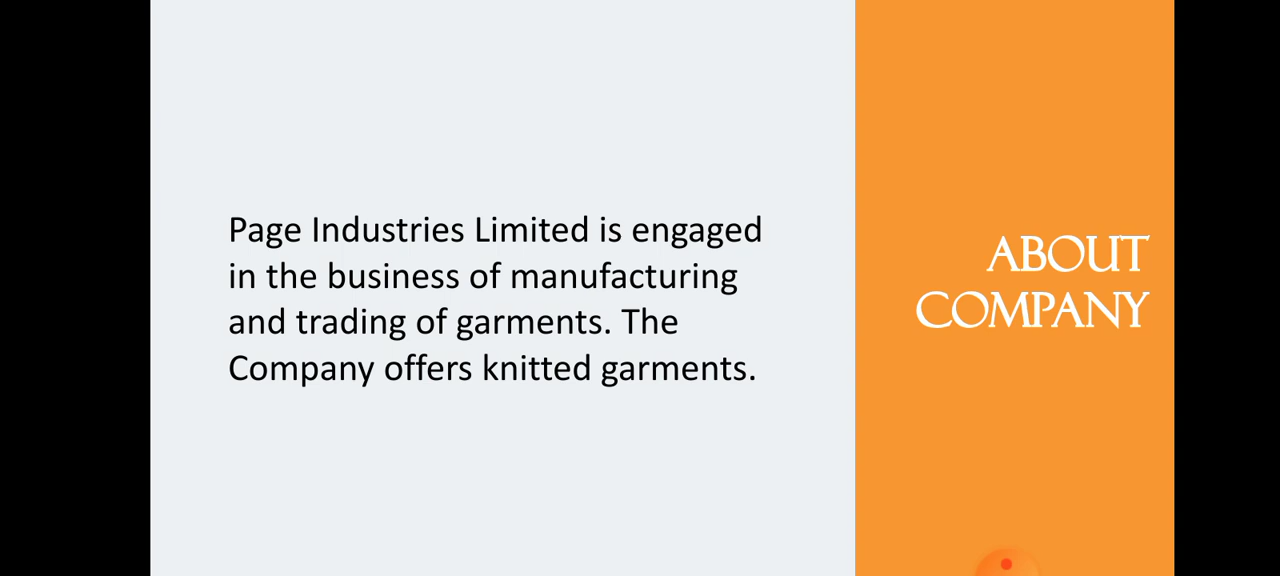 Page Industries Limited is engaged
in the business of manufacturing
and trading of garments. The
Company offers knitted garments.
ABOUT
COMPANY